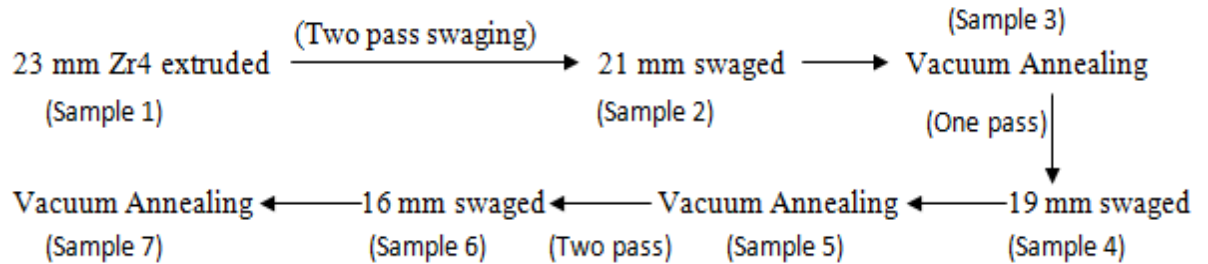 (Two pass swaging)
(Sample 3)
23 mm Zr4 extruded
21 mm swaged
Vacuum Annealing
(Sample 1)
(Sample 2)
(One pass)
Vacuum Annealing
16 mm swaged
Vacuum Annealing
19 mm swaged
(Sample 7)
(Sample 6)
(Two pass)
(Sample 5)
(Sample 4)